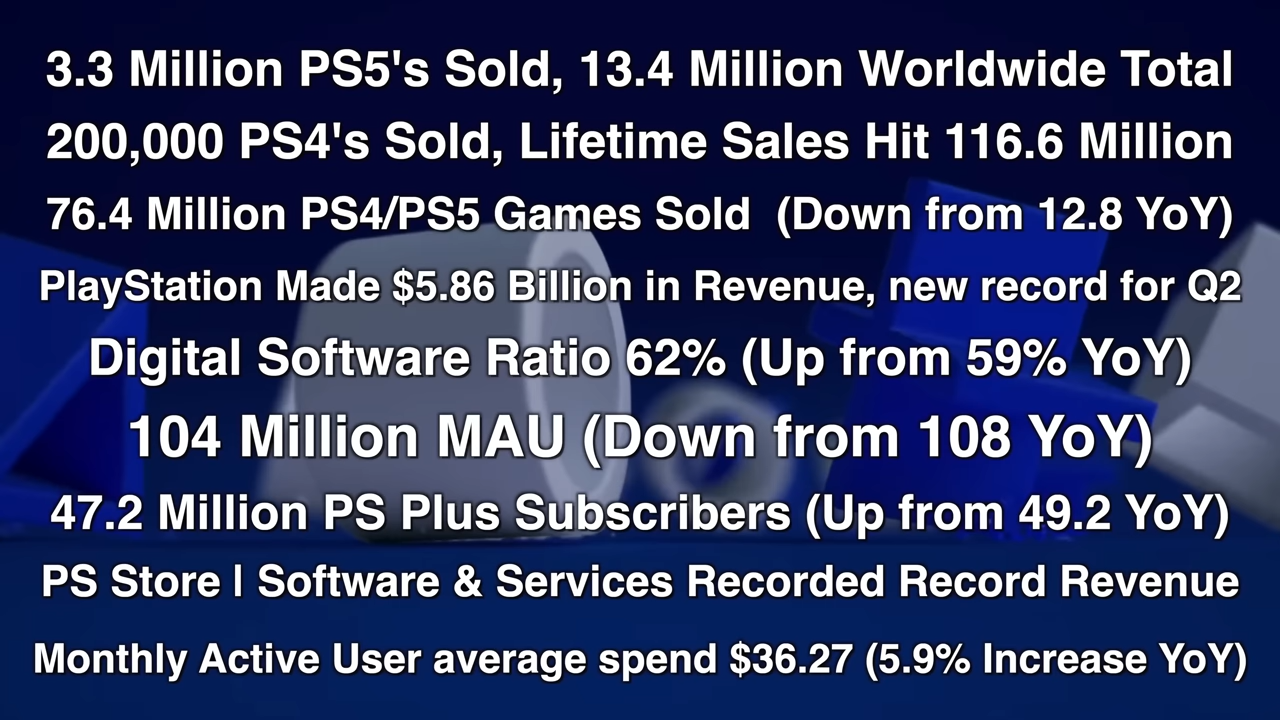 3.3 Million PS5's Sold, 13.4 Million Worldwide Total
200,000 PS4's Sold, Lifetime Sales Hit 116.6 Million
76.4 Million PS4/PS5 Games Sold (Down from 12.8 YoY)
PlayStation Made $5.86 Billion in Revenue, new record for Q2
Digital Software Ratio 62% (Up from 59% YoY)
104 Million MAU (Down from 108 YoY)
47.2 Million PS Plus Subscribers (Up from 49.2 YoY)
PS Store | Software & Services Recorded Record Revenue
Monthly Active User average spend $36.27 (5.9% Increase YoY)